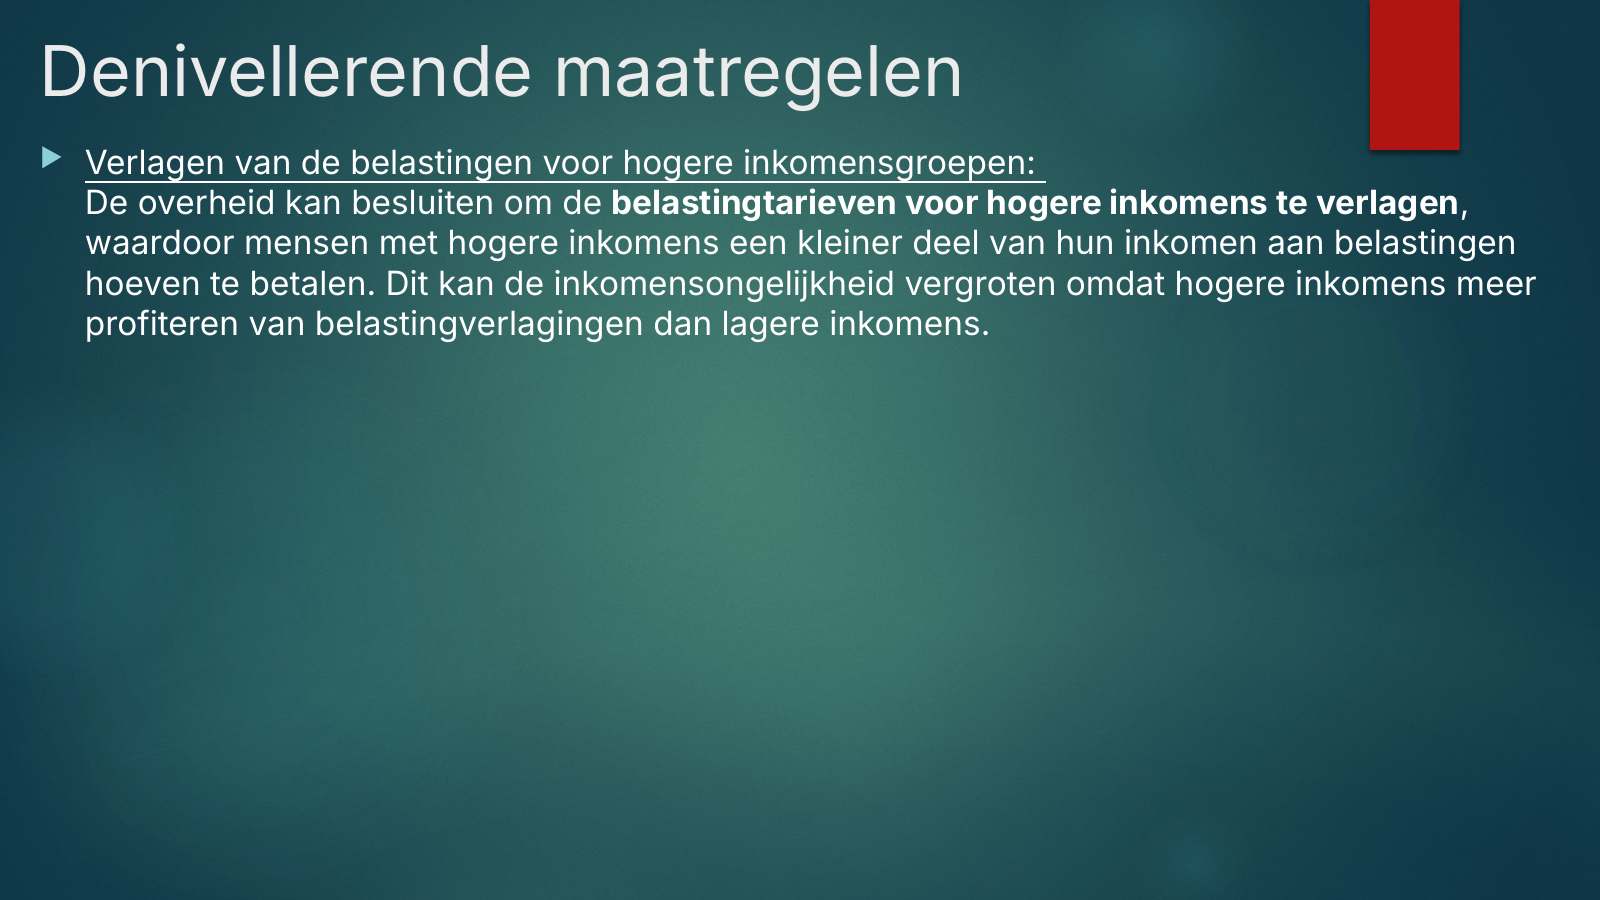 Denivellerende maatregelen
Verlagen van de belastingen voor hogere inkomensgroepen:
De overheid kan besluiten om de belastingtarieven voor hogere inkomens te verlagen,
waardoor mensen met hogere inkomens een kleiner deel van hun inkomen aan belastingen
hoeven te betalen. Dit kan de inkomensongelijkheid vergroten omdat hogere inkomens meer
profiteren van belastingverlagingen dan lagere inkomens.